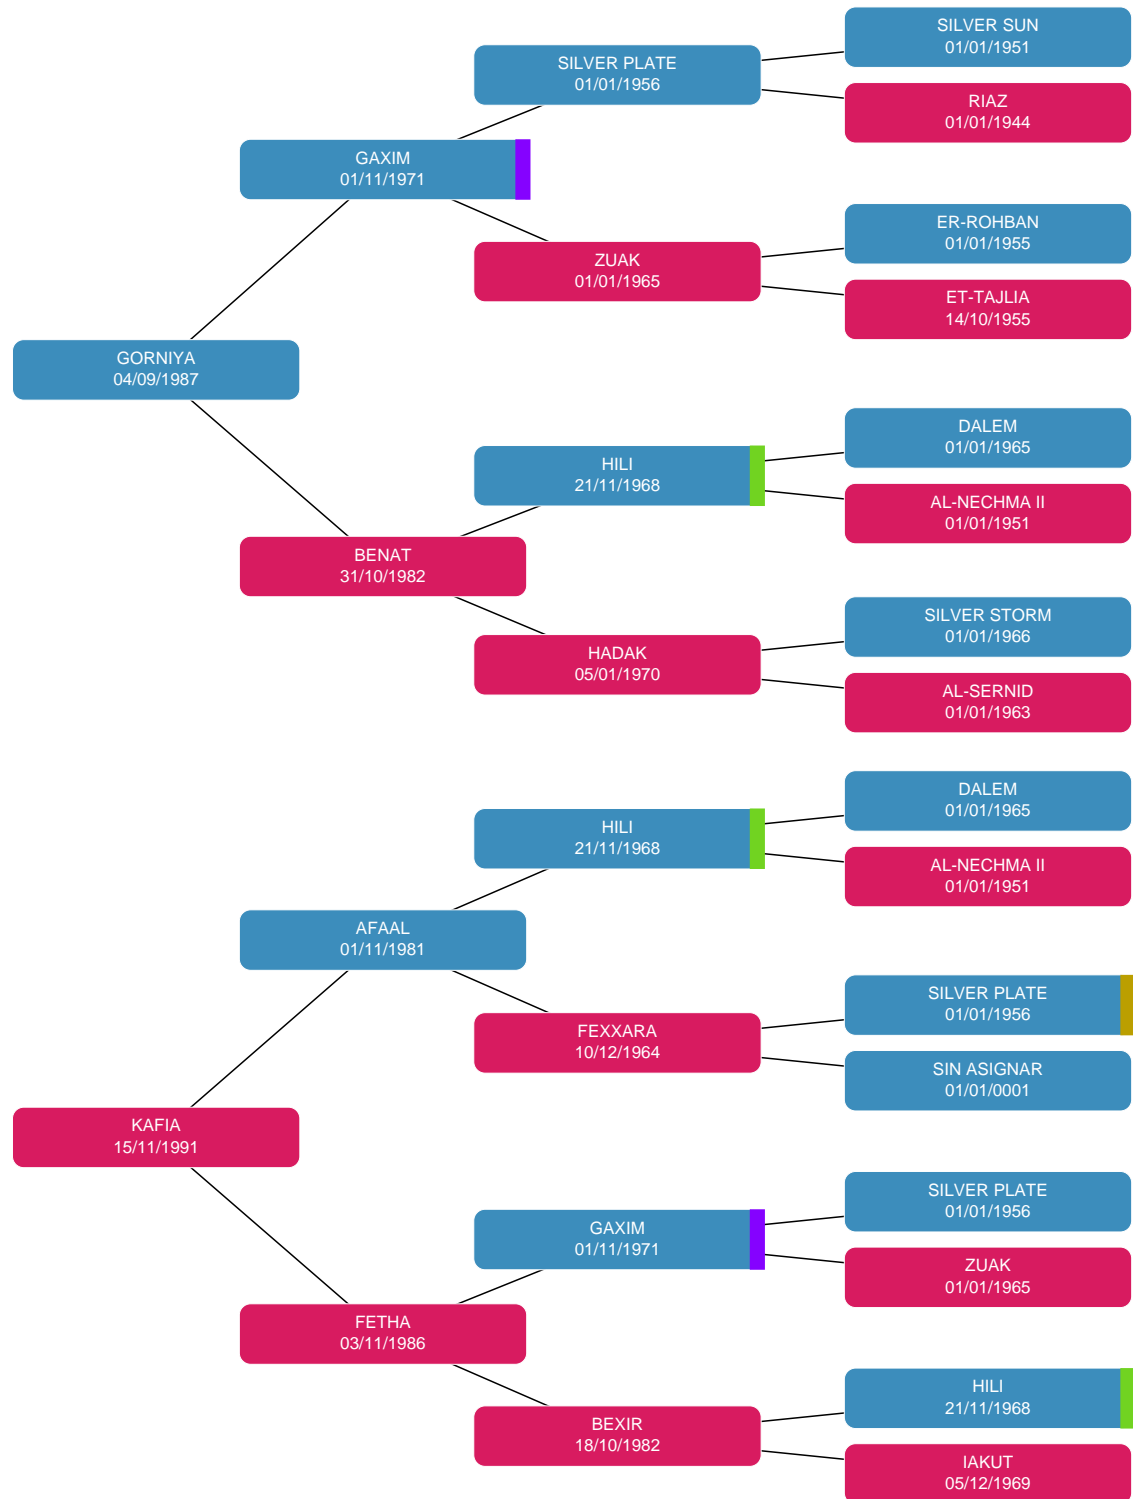 SILVER SUN
01/01/1951
SILVER PLATE
01/01/1956
RIAZ
01/01/1944
GAXIM
01/11/1971
ER-ROHBAN
01/01/1955
ZUAK
01/01/1965
ET-TAJLIA
14/10/1955
GORNIYA
04/09/1987
DALEM
01/01/1965
HILI
21/11/1968
AL-NECHMA II
01/01/1951
BENAT
31/10/1982
SILVER STORM
01/01/1966
HADAK
05/01/1970
AL-SERNID
01/01/1963
DALEM
01/01/1965
HILI
21/11/1968
AL-NECHMA II
01/01/1951
AFAAL
01/11/1981
SILVER PLATE
01/01/1956
FEXXARA
10/12/1964
SIN ASIGNAR
01/01/0001
KAFIA
15/11/1991
SILVER PLATE
01/01/1956
GAXIM
01/11/1971
ZUAK
01/01/1965
FETHA
03/11/1986
HILI
21/11/1968
BEXIR
18/10/1982
IAKUT
05/12/1969